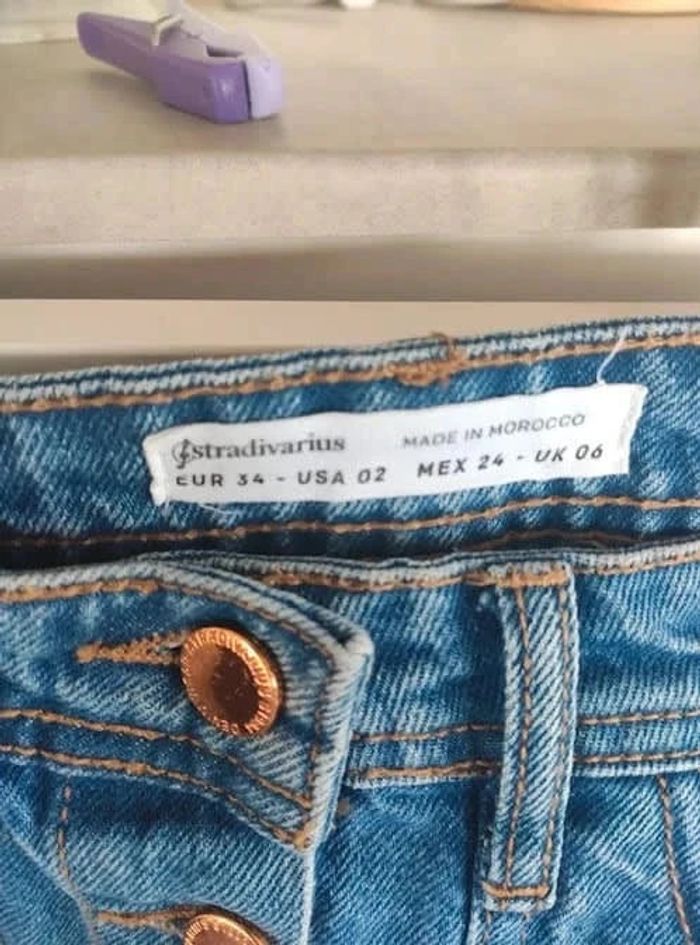 stradivarius MADE IN MOROCCO
EUR 34 - USA 02 MEX 24 - UK 06